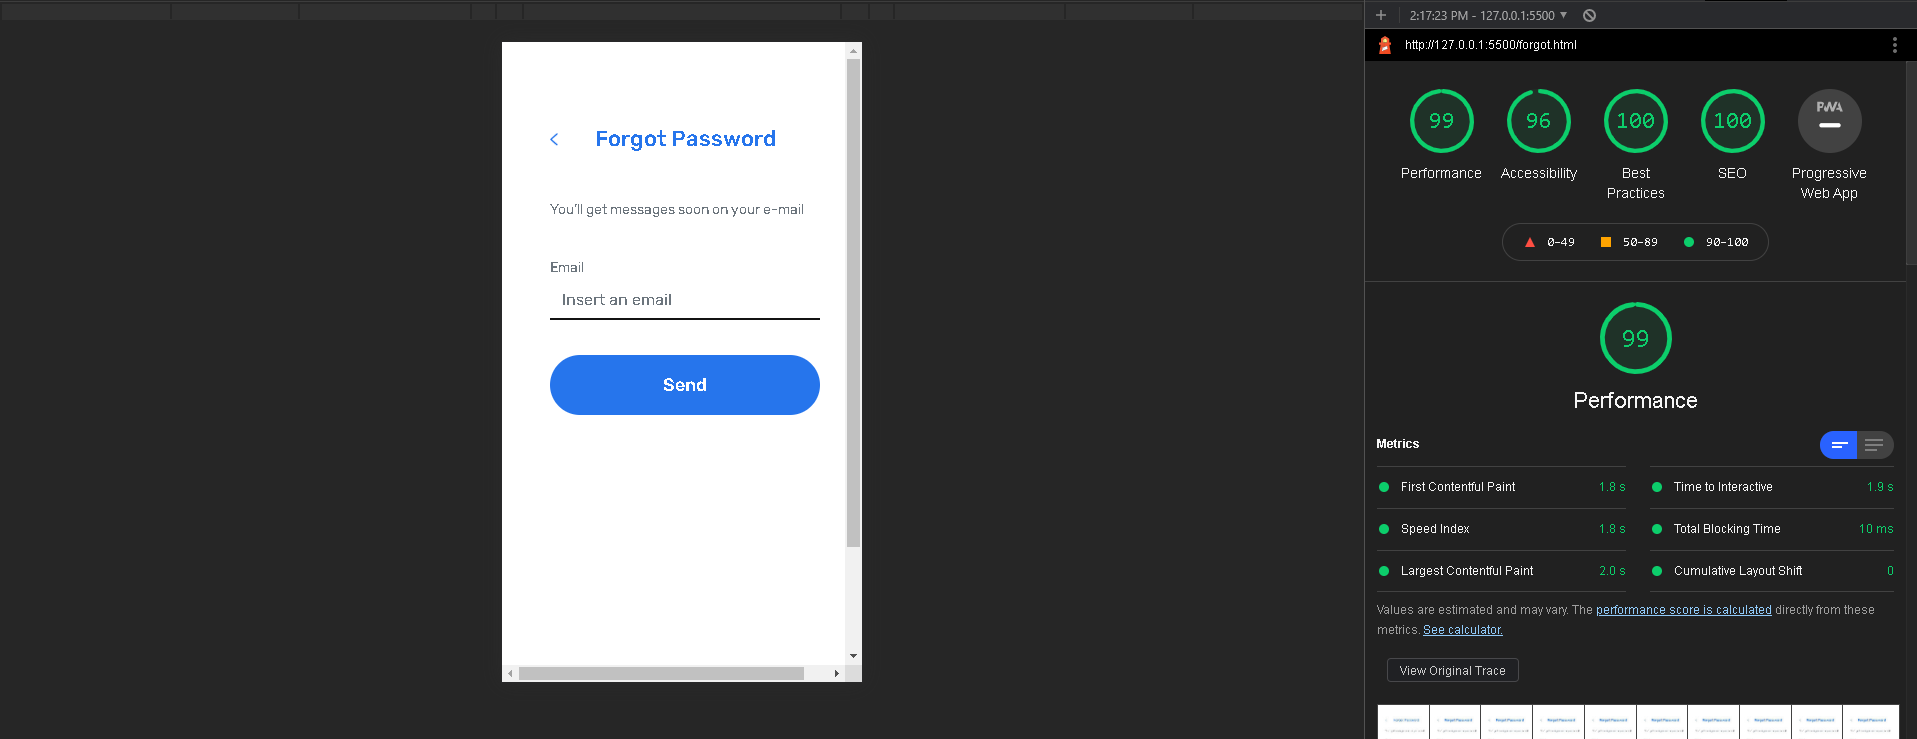 Forgot Password
You'll get messages soon on your e-mail
Email
Insert an email
Send
2:17:23 PM - 127.0.0.1:5500
http://127.0.0.1:5500/forgot.html
99
96
100
100
PWA
Performance
Accessibility
Best Practices
SEO
Progressive Web App
0–49
50–89
90–100
99
Performance
Metrics
First Contentful Paint 1.8 s
Time to Interactive 1.9 s
Speed Index 1.8 s
Total Blocking Time 10 ms
Largest Contentful Paint 2.0 s
Cumulative Layout Shift 0
Values are estimated and may vary. The performance score is calculated directly from these
metrics. See calculator.
View Original Trace